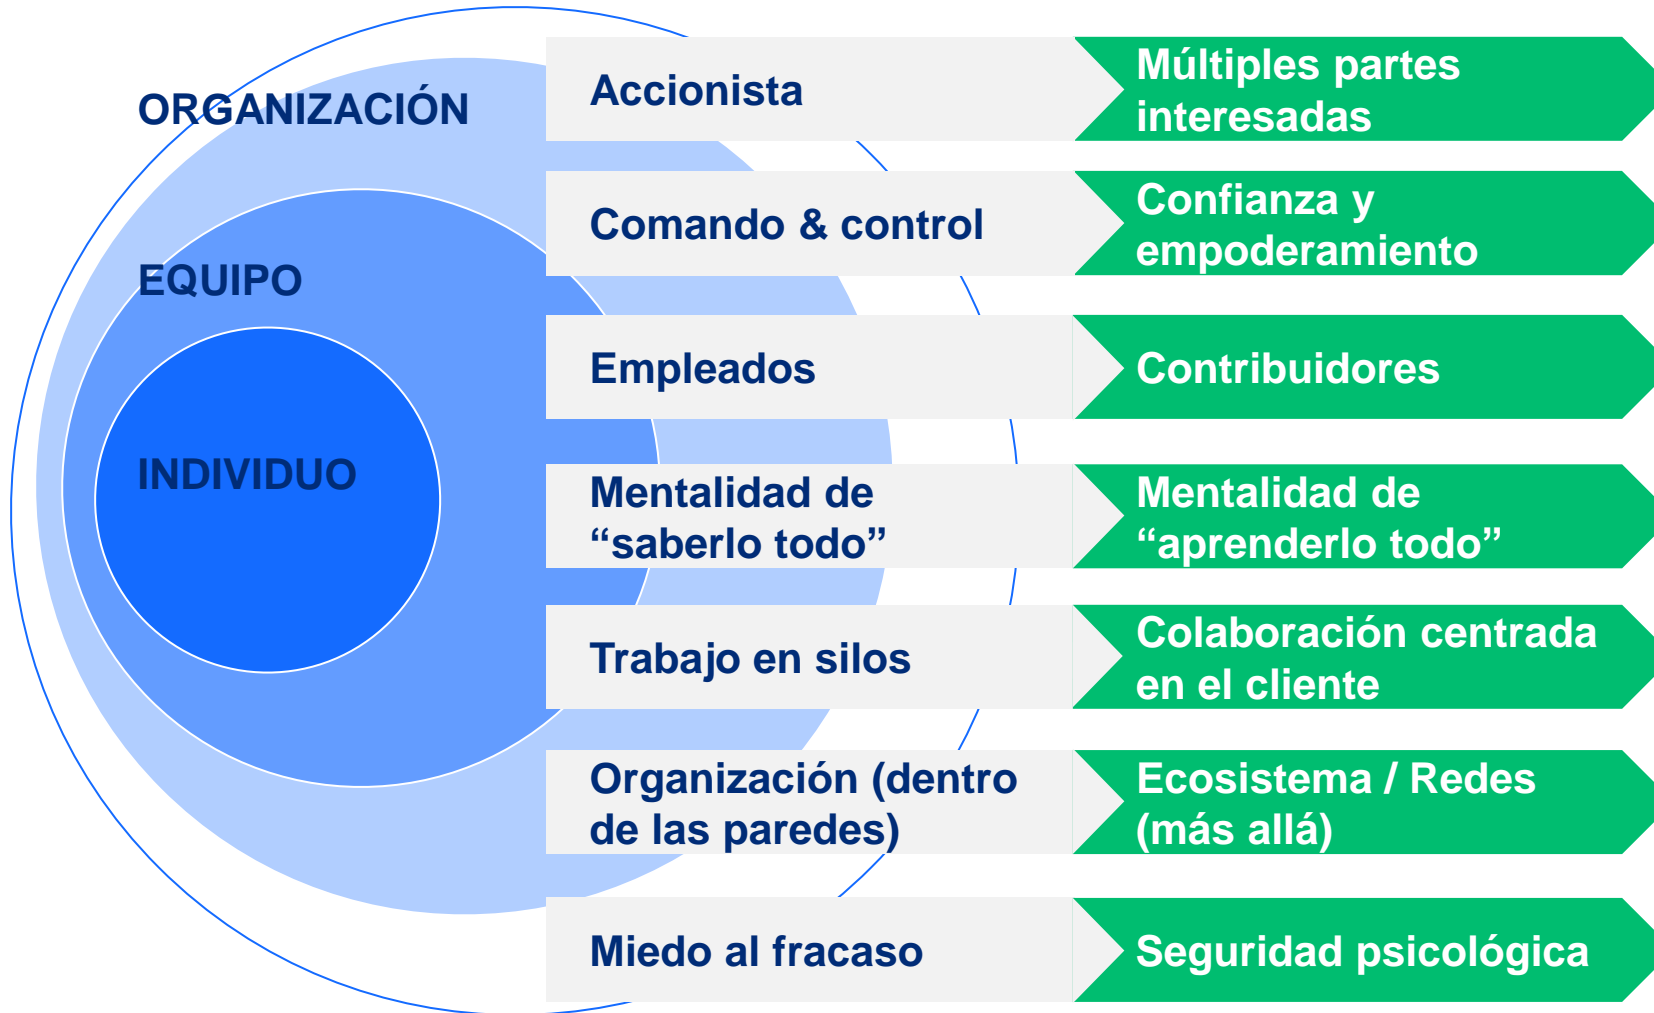 ORGANIZACIÓN
EQUIPO
INDIVIDUO
Accionista
Múltiples partes
interesadas
Comando & control
Confianza y
empoderamiento
Empleados
Contribuidores
Mentalidad de
“saberlo todo”
Mentalidad de
“aprenderlo todo”
Trabajo en silos
Colaboración centrada
en el cliente
Organización (dentro
de las paredes)
Ecosistema / Redes
(más allá)
Miedo al fracaso
Seguridad psicológica